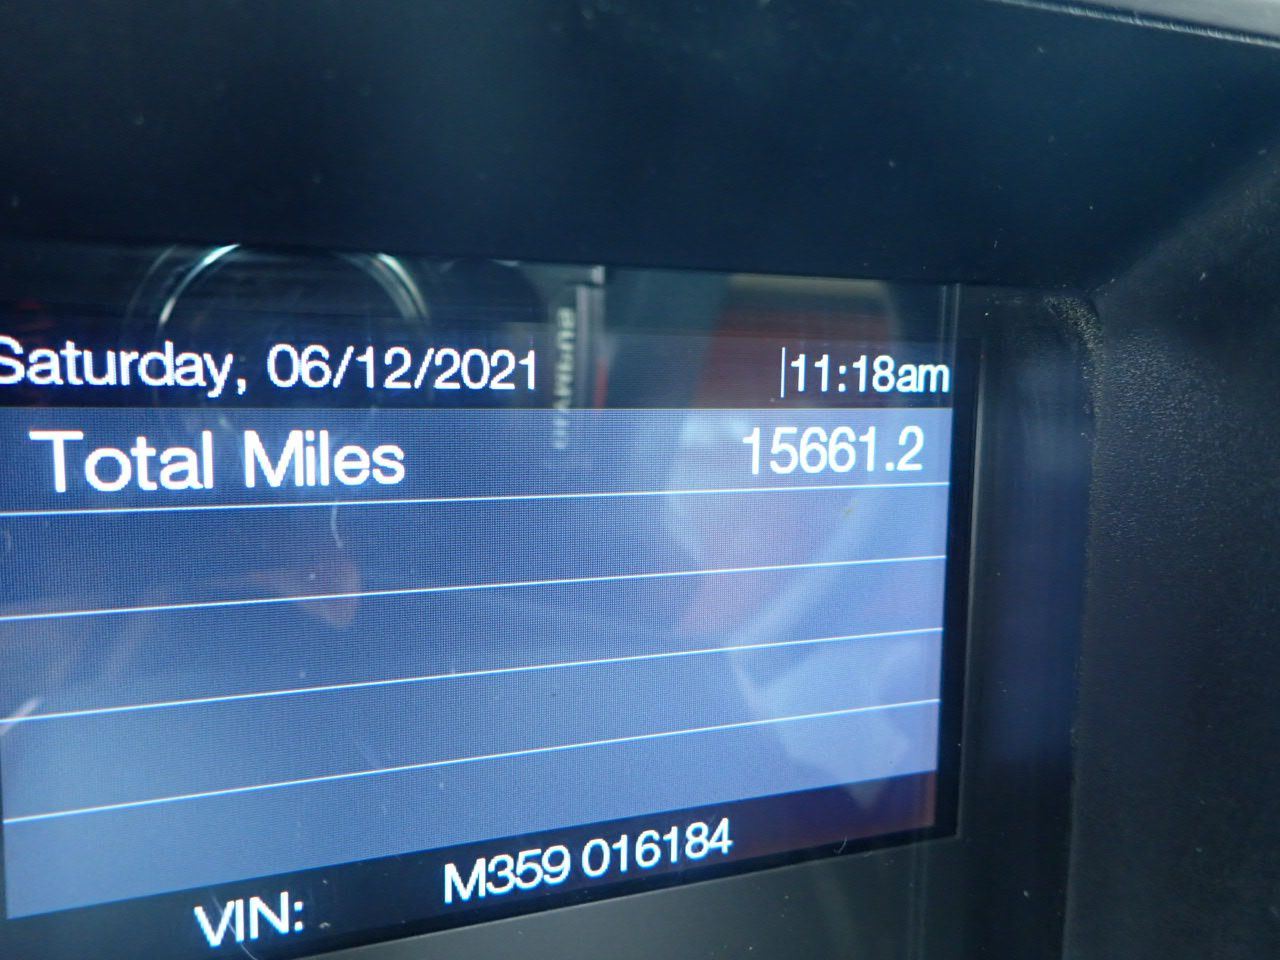 Saturday, 06/12/2021 11:18am
Total Miles 15661.2
VIN: M359 016184